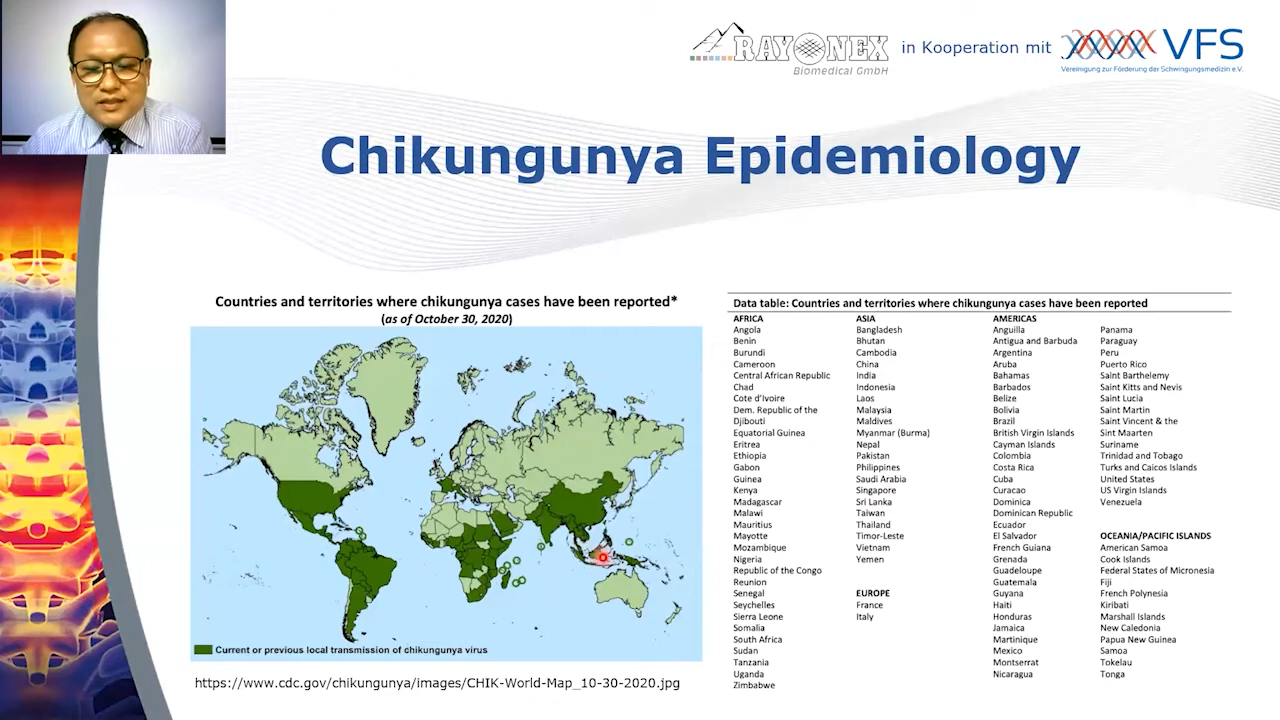 RAYONEX
Biomedical GmbH
in Kooperation mit
VFS
Vereinigung zur Förderung der Schwingungsmedizin e.V.
Chikungunya Epidemiology
Countries and territories where chikungunya cases have been reported*
(as of October 30, 2020)
Current or previous local transmission of chikungunya virus
https://www.cdc.gov/chikungunya/images/CHIK-World-Map_10-30-2020.jpg
Data table: Countries and territories where chikungunya cases have been reported
AFRICA
Angola
Benin
Burundi
Cameroon
Central African Republic
Chad
Cote d'Ivoire
Dem. Republic of the
Djibouti
Equatorial Guinea
Eritrea
Ethiopia
Gabon
Guinea
Kenya
Madagascar
Malawi
Mauritius
Mayotte
Mozambique
Nigeria
Republic of the Congo
Reunion
Senegal
Seychelles
Sierra Leone
Somalia
South Africa
Sudan
Tanzania
Uganda
Zimbabwe
ASIA
Bangladesh
Bhutan
Cambodia
China
India
Indonesia
Laos
Malaysia
Maldives
Myanmar (Burma)
Nepal
Pakistan
Philippines
Saudi Arabia
Singapore
Sri Lanka
Taiwan
Thailand
Timor-Leste
Vietnam
Yemen
EUROPE
France
Italy
AMERICAS
Anguilla
Antigua and Barbuda
Argentina
Aruba
Bahamas
Barbados
Belize
Bolivia
Brazil
British Virgin Islands
Cayman Islands
Colombia
Costa Rica
Cuba
Curacao
Dominica
Dominican Republic
Ecuador
El Salvador
French Guiana
Grenada
Guadeloupe
Guatemala
Guyana
Haiti
Honduras
Jamaica
Martinique
Mexico
Montserrat
Nicaragua
Panama
Paraguay
Peru
Puerto Rico
Saint Barthelemy
Saint Kitts and Nevis
Saint Lucia
Saint Martin
Saint Vincent & the
Sint Maarten
Suriname
Trinidad and Tobago
Turks and Caicos Islands
United States
US Virgin Islands
Venezuela
OCEANIA/PACIFIC ISLANDS
American Samoa
Cook Islands
Federal States of Micronesia
Fiji
French Polynesia
Kiribati
Marshall Islands
New Caledonia
Papua New Guinea
Samoa
Tokelau
Tonga